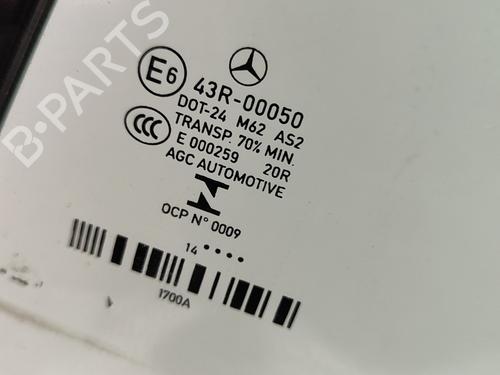 B-PARTS
E6 43R-00050
DOT-24 M62 AS2
CCC TRANSP. 70% MIN.
E 000259 20R
AGC AUTOMOTIVE
OCP N° 0009
14 ••••
1700A